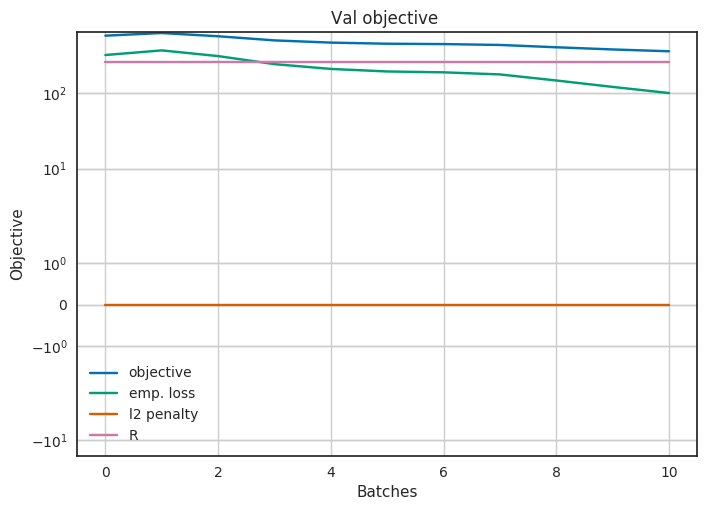 Val objective
Objective
10²
10¹
10⁰
0
−10⁰
−10¹
objective
emp. loss
l2 penalty
R
0 2 4 6 8 10
Batches